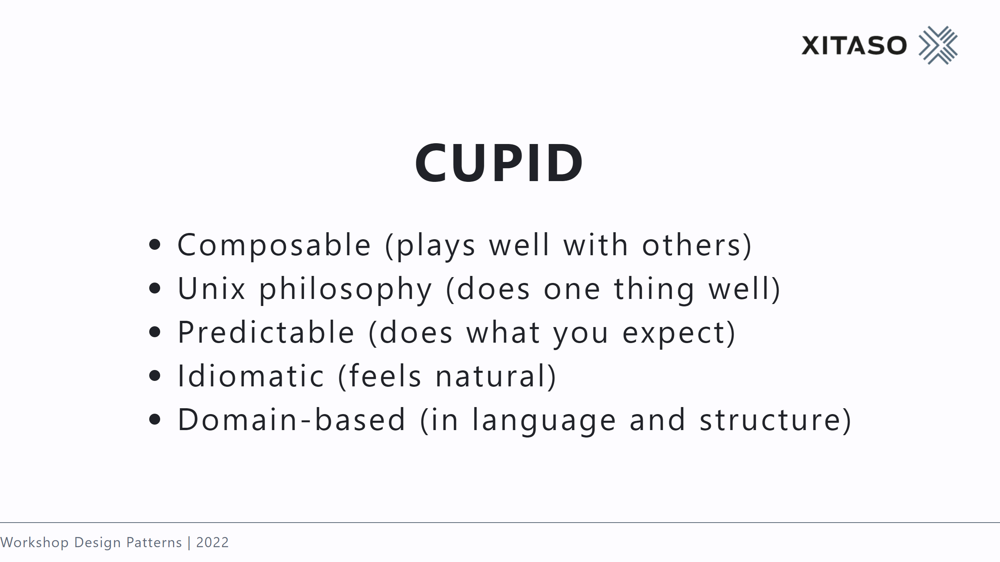 XITASO
CUPID
• Composable (plays well with others)
• Unix philosophy (does one thing well)
• Predictable (does what you expect)
• Idiomatic (feels natural)
• Domain-based (in language and structure)
Workshop Design Patterns | 2022